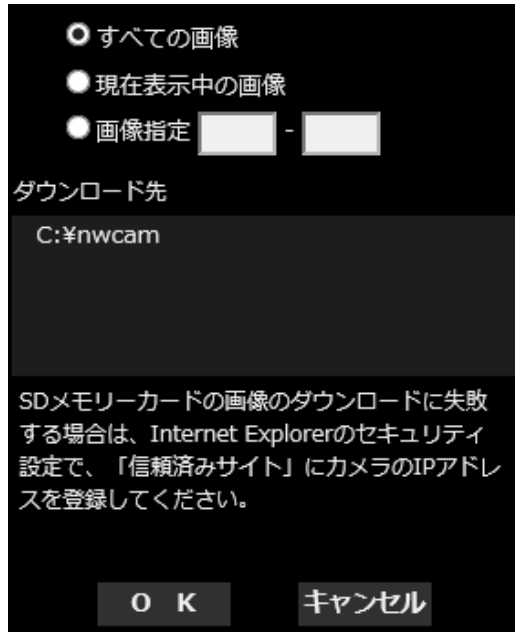 すべての画像
現在表示中の画像
画像指定 -
ダウンロード先
C:¥nwcam
SDメモリーカードの画像のダウンロードに失敗
する場合は、Internet Explorerのセキュリティ
設定で、「信頼済みサイト」にカメラのIPアドレ
スを登録してください。
O K キャンセル